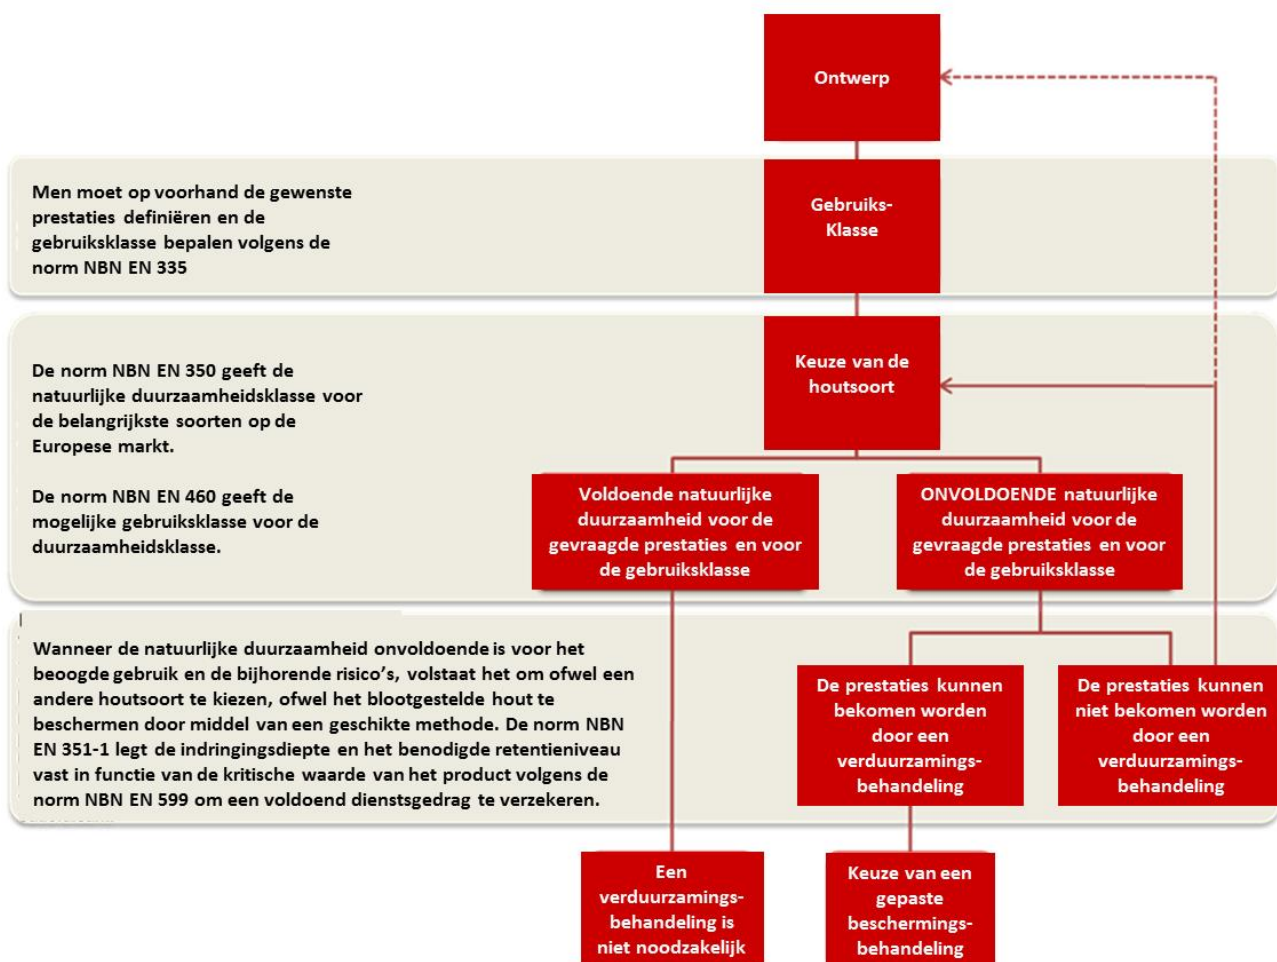 Ontwerp
Men moet op voorhand de gewenste
prestaties definiëren en de
gebruiksklasse bepalen volgens de
norm NBN EN 335
Gebruiks-
Klasse
De norm NBN EN 350 geeft de
natuurlijke duurzaamheidsklasse voor
de belangrijkste soorten op de
Europese markt.
De norm NBN EN 460 geeft de
mogelijke gebruiksklasse voor de
duurzaamheidsklasse.
Keuze van de
houtsoort
Voldoende natuurlijke
duurzaamheid voor de
gevraagde prestaties en voor
de gebruiksklasse
ONVOLDOENDE natuurlijke
duurzaamheid voor de
gevraagde prestaties en voor
de gebruiksklasse
Wanneer de natuurlijke duurzaamheid onvoldoende is voor het
beoogde gebruik en de bijhorende risico's, volstaat het om ofwel een
andere houtsoort te kiezen, ofwel het blootgestelde hout te
beschermen door middel van een geschikte methode. De norm NBN
EN 351-1 legt de indringingsdiepte en het benodigde retentieniveau
vast in functie van de kritische waarde van het product volgens de
norm NBN EN 599 om een voldoend dienstsgedrag te verzekeren.
De prestaties kunnen
bekomen worden
door een
verduurzamings-
behandeling
De prestaties kunnen
niet bekomen worden
door een
verduurzamings-
behandeling
Een
verduurzamings-
behandeling is
niet noodzakelijk
Keuze van een
gepaste
beschermings-
behandeling